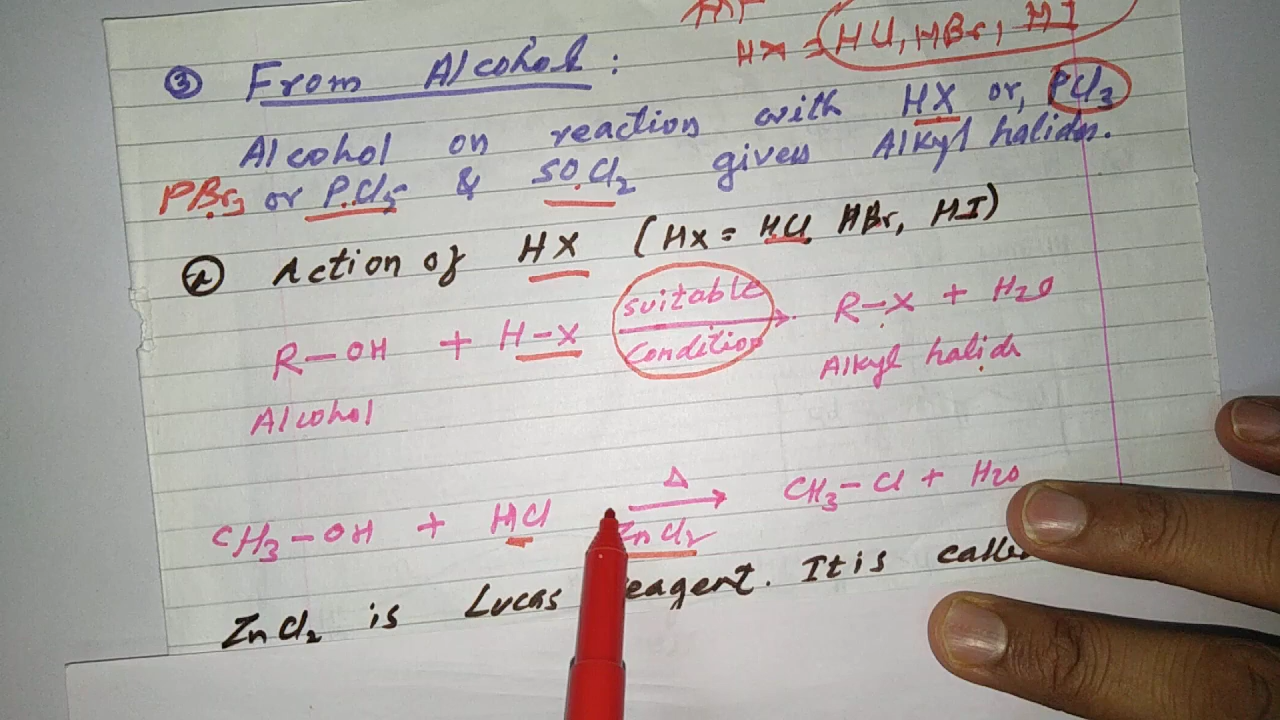 HX = HCl, HBr, HI
③ From Alcohol :
Alcohol on reaction with HX or, PCl3
PBr3 or PCl5 & SOCl2 gives Alkyl halides.
Action of HX (HX = HCl, HBr, HI)
R-OH + H-X suitable condition → R-X + H2O
Alcohol Alkyl halide
CH3-OH + HCl Δ → ZnCl2 CH3-Cl + H2O
ZnCl2 is Lucas reagent. It is